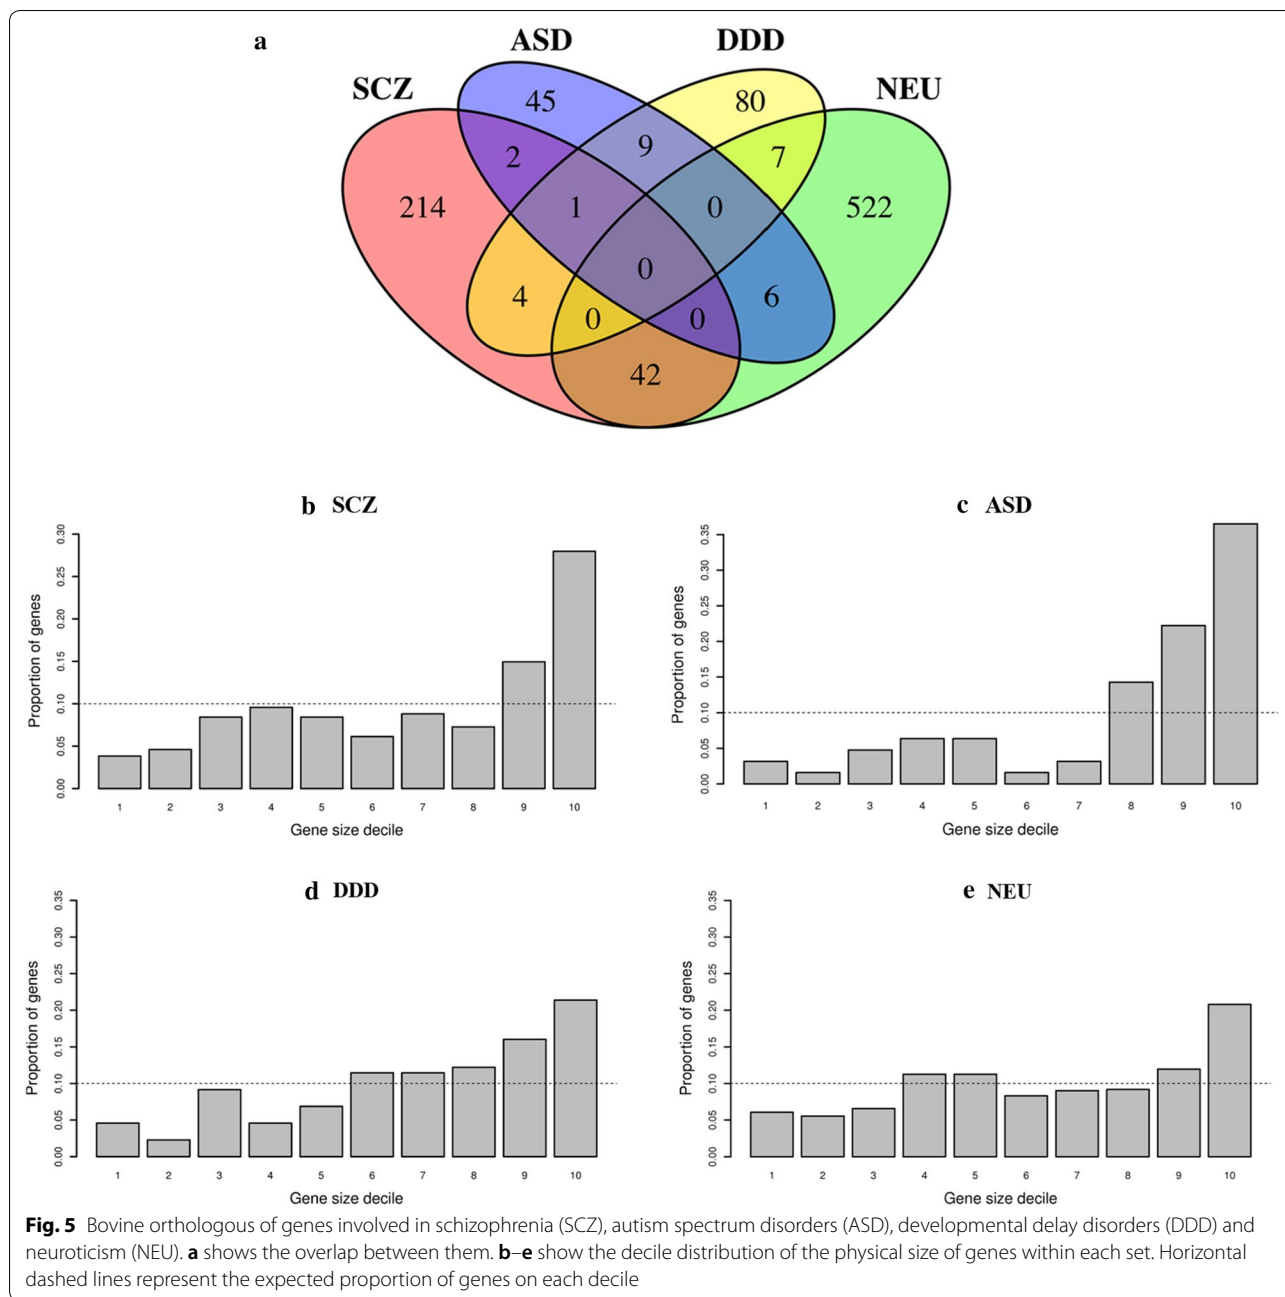 a
SCZ
ASD
DDD
NEU
45
80
2
9
7
214
1
0
522
0
4
0
0
6
42
b SCZ
Proportion of genes
0.00 0.05 0.10 0.15 0.20 0.25 0.30
1 2 3 4 5 6 7 8 9 10
Gene size decile
c ASD
Proportion of genes
0.00 0.05 0.10 0.15 0.20 0.25 0.30 0.35
1 2 3 4 5 6 7 8 9 10
Gene size decile
d DDD
Proportion of genes
0.00 0.05 0.10 0.15 0.20 0.25 0.30 0.35
1 2 3 4 5 6 7 8 9 10
Gene size decile
e NEU
Proportion of genes
0.00 0.05 0.10 0.15 0.20 0.25 0.30 0.35
1 2 3 4 5 6 7 8 9 10
Gene size decile
Fig. 5 Bovine orthologous of genes involved in schizophrenia (SCZ), autism spectrum disorders (ASD), developmental delay disorders (DDD) and
neuroticism (NEU). a shows the overlap between them. b–e show the decile distribution of the physical size of genes within each set. Horizontal
dashed lines represent the expected proportion of genes on each decile